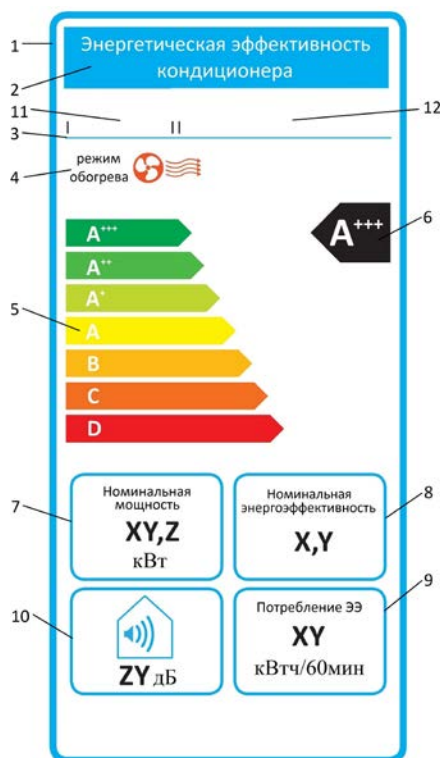 1
Энергетическая эффективность
кондиционера
2
11
12
I
II
3
режим
обогрева
4
A+++
A+++
6
A++
A+
5
A
B
C
D
7
Номинальная
мощность
XY,Z
кВт
Номинальная
энергоэффективность
X,Y
8
9
10
ZY дБ
Потребление ЭЭ
XY
кВтч/60мин